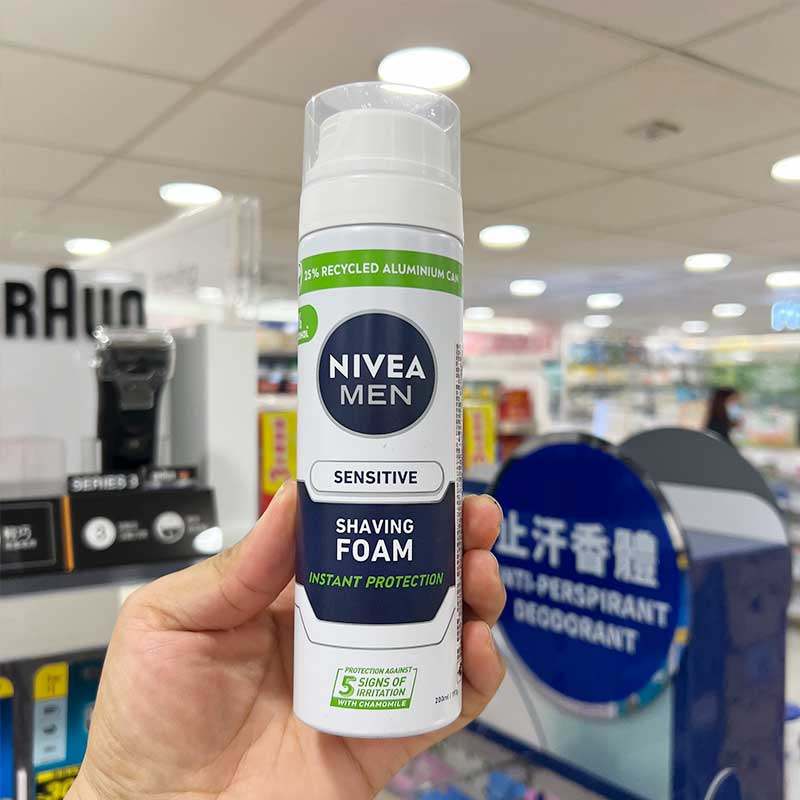 25% RECYCLED ALUMINIUM CAN
NIVEA
MEN
SENSITIVE
SHAVING
FOAM
INSTANT PROTECTION
PROTECTION AGAINST
5 SIGNS OF
IRRITATION
WITH CHAMOMILE
200ml
SERIES 3
止汗香體
ANTI-PERSPIRANT
DEODORANT